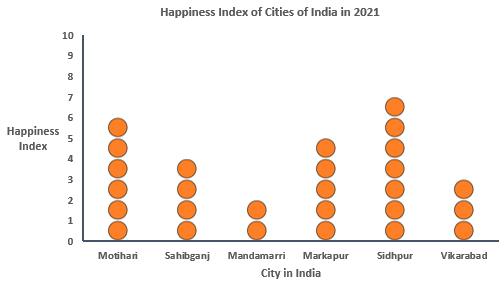 Happiness Index of Cities of India in 2021
10
9
8
7
6
5
4
3
2
1
0
Happiness
Index
Motihari Sahibganj Mandamarri Markapur Sidhpur Vikarabad
City in India